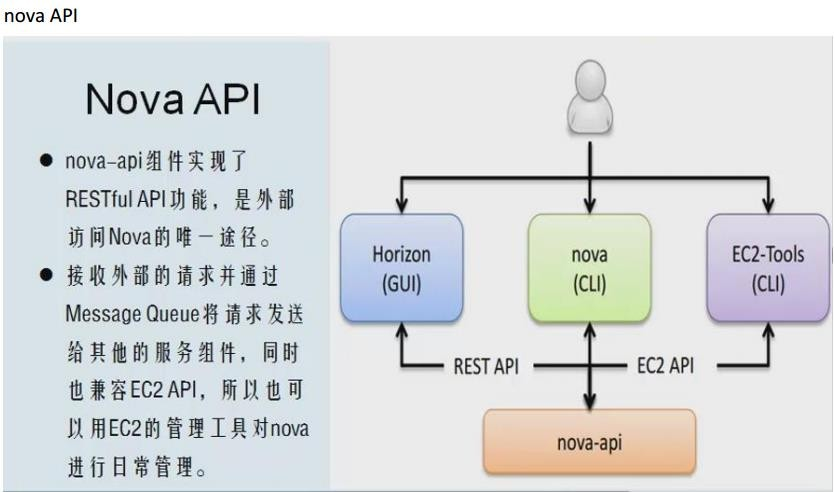 nova API
Nova API
● nova-api组件实现了
RESTful API功能，是外部
访问Nova的唯一途径。
● 接收外部的请求并通过
Message Queue将请求发送
给其他的服务组件，同时
也兼容EC2 API，所以也可
以用EC2的管理工具对nova
进行日常管理。
Horizon
(GUI)
nova
(CLI)
EC2-Tools
(CLI)
REST API
EC2 API
nova-api